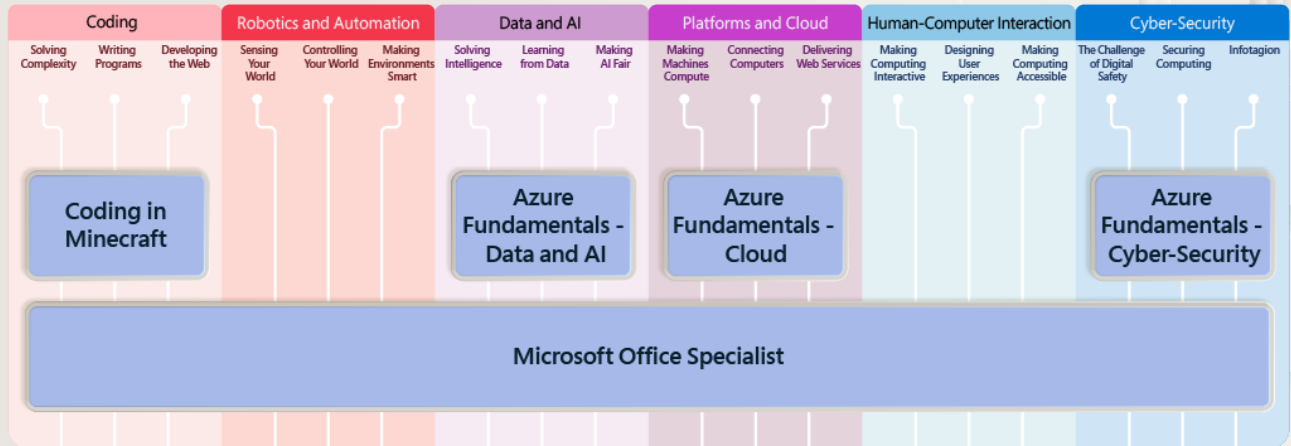 Coding
Robotics and Automation
Data and AI
Platforms and Cloud
Human-Computer Interaction
Cyber-Security
Solving
Complexity
Writing
Programs
Developing
the Web
Sensing
Your
World
Controlling
Your World
Making
Environments
Smart
Solving
Intelligence
Learning
from Data
Making
AI Fair
Making
Machines
Compute
Connecting
Computers
Delivering
Web Services
Making
Computing
Interactive
Designing
User
Experiences
Making
Computing
Accessible
The Challenge
of Digital
Safety
Securing
Computing
Infotagion
Coding in
Minecraft
Azure
Fundamentals -
Data and AI
Azure
Fundamentals -
Cloud
Azure
Fundamentals -
Cyber-Security
Microsoft Office Specialist